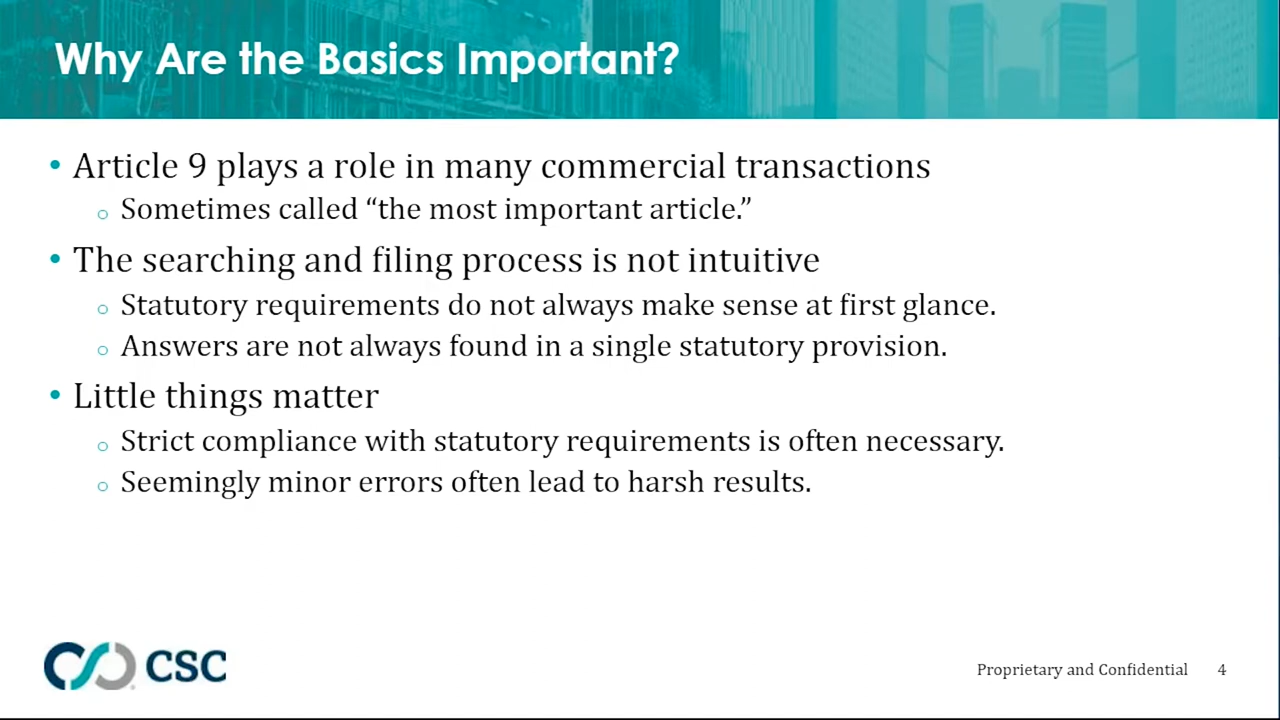 Why Are the Basics Important?
• Article 9 plays a role in many commercial transactions
o Sometimes called “the most important article.”
• The searching and filing process is not intuitive
o Statutory requirements do not always make sense at first glance.
o Answers are not always found in a single statutory provision.
• Little things matter
o Strict compliance with statutory requirements is often necessary.
o Seemingly minor errors often lead to harsh results.
CSC
Proprietary and Confidential 4